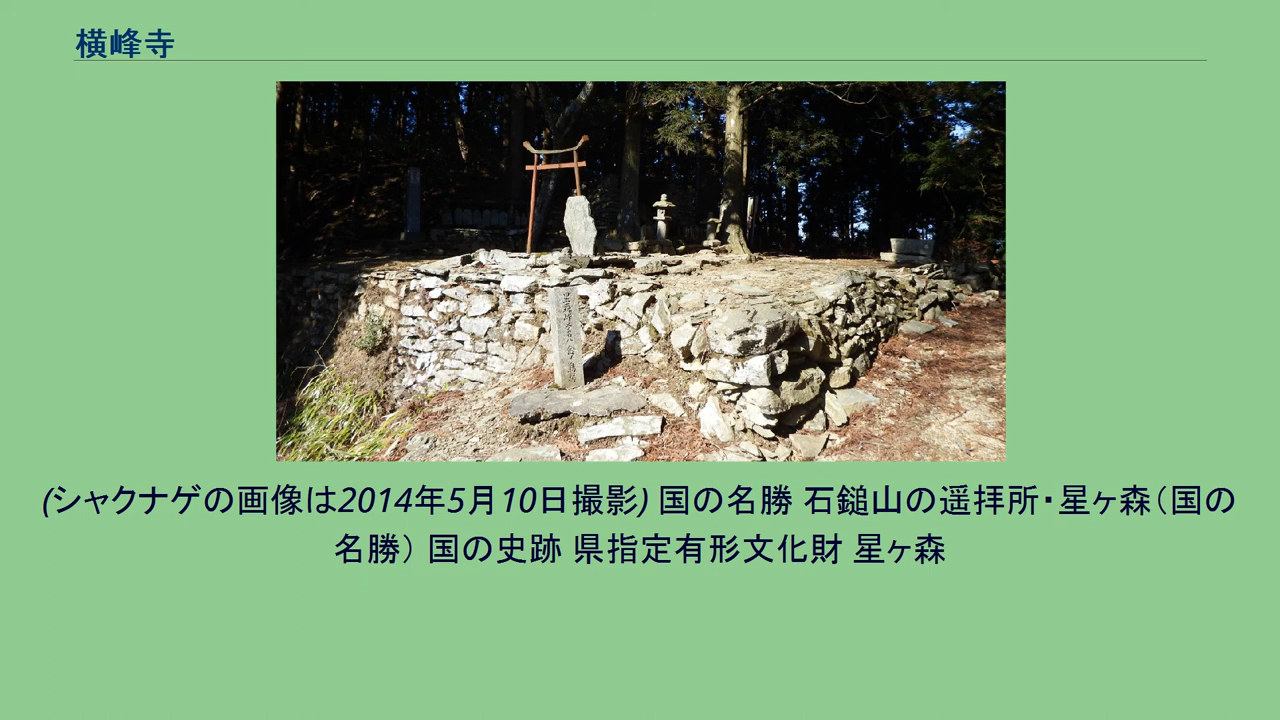 横峰寺
(シャクナゲの画像は2014年5月10日撮影) 国の名勝 石鎚山の遥拝所・星ヶ森（国の
名勝） 国の史跡 県指定有形文化財 星ヶ森